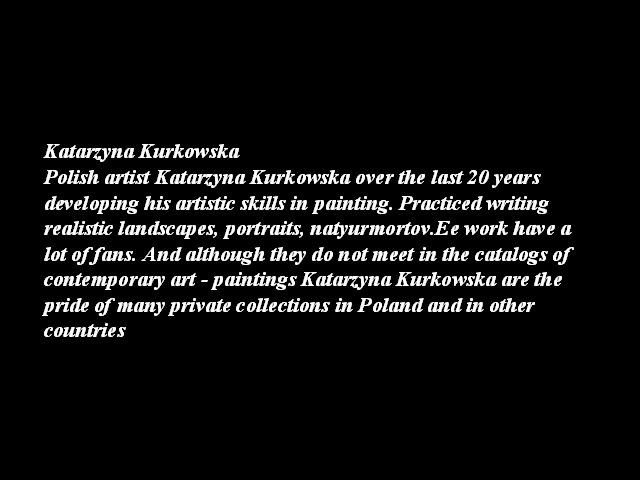 Katarzyna Kurkowska
Polish artist Katarzyna Kurkowska over the last 20 years
developing his artistic skills in painting. Practiced writing
realistic landscapes, portraits, natyurmortov.Ee work have a
lot of fans. And although they do not meet in the catalogs of
contemporary art - paintings Katarzyna Kurkowska are the
pride of many private collections in Poland and in other
countries